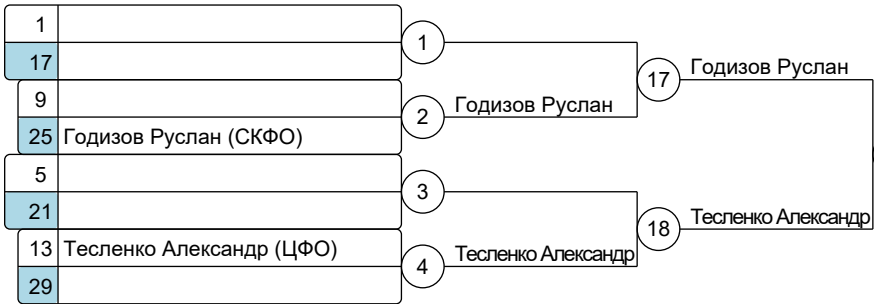 1
17
1
9
25 Годизов Руслан (СКФО)
2
Годизов Руслан
17
Годизов Руслан
5
21
3
13 Тесленко Александр (ЦФО)
29
4
Тесленко Александр
18
Тесленко Александр